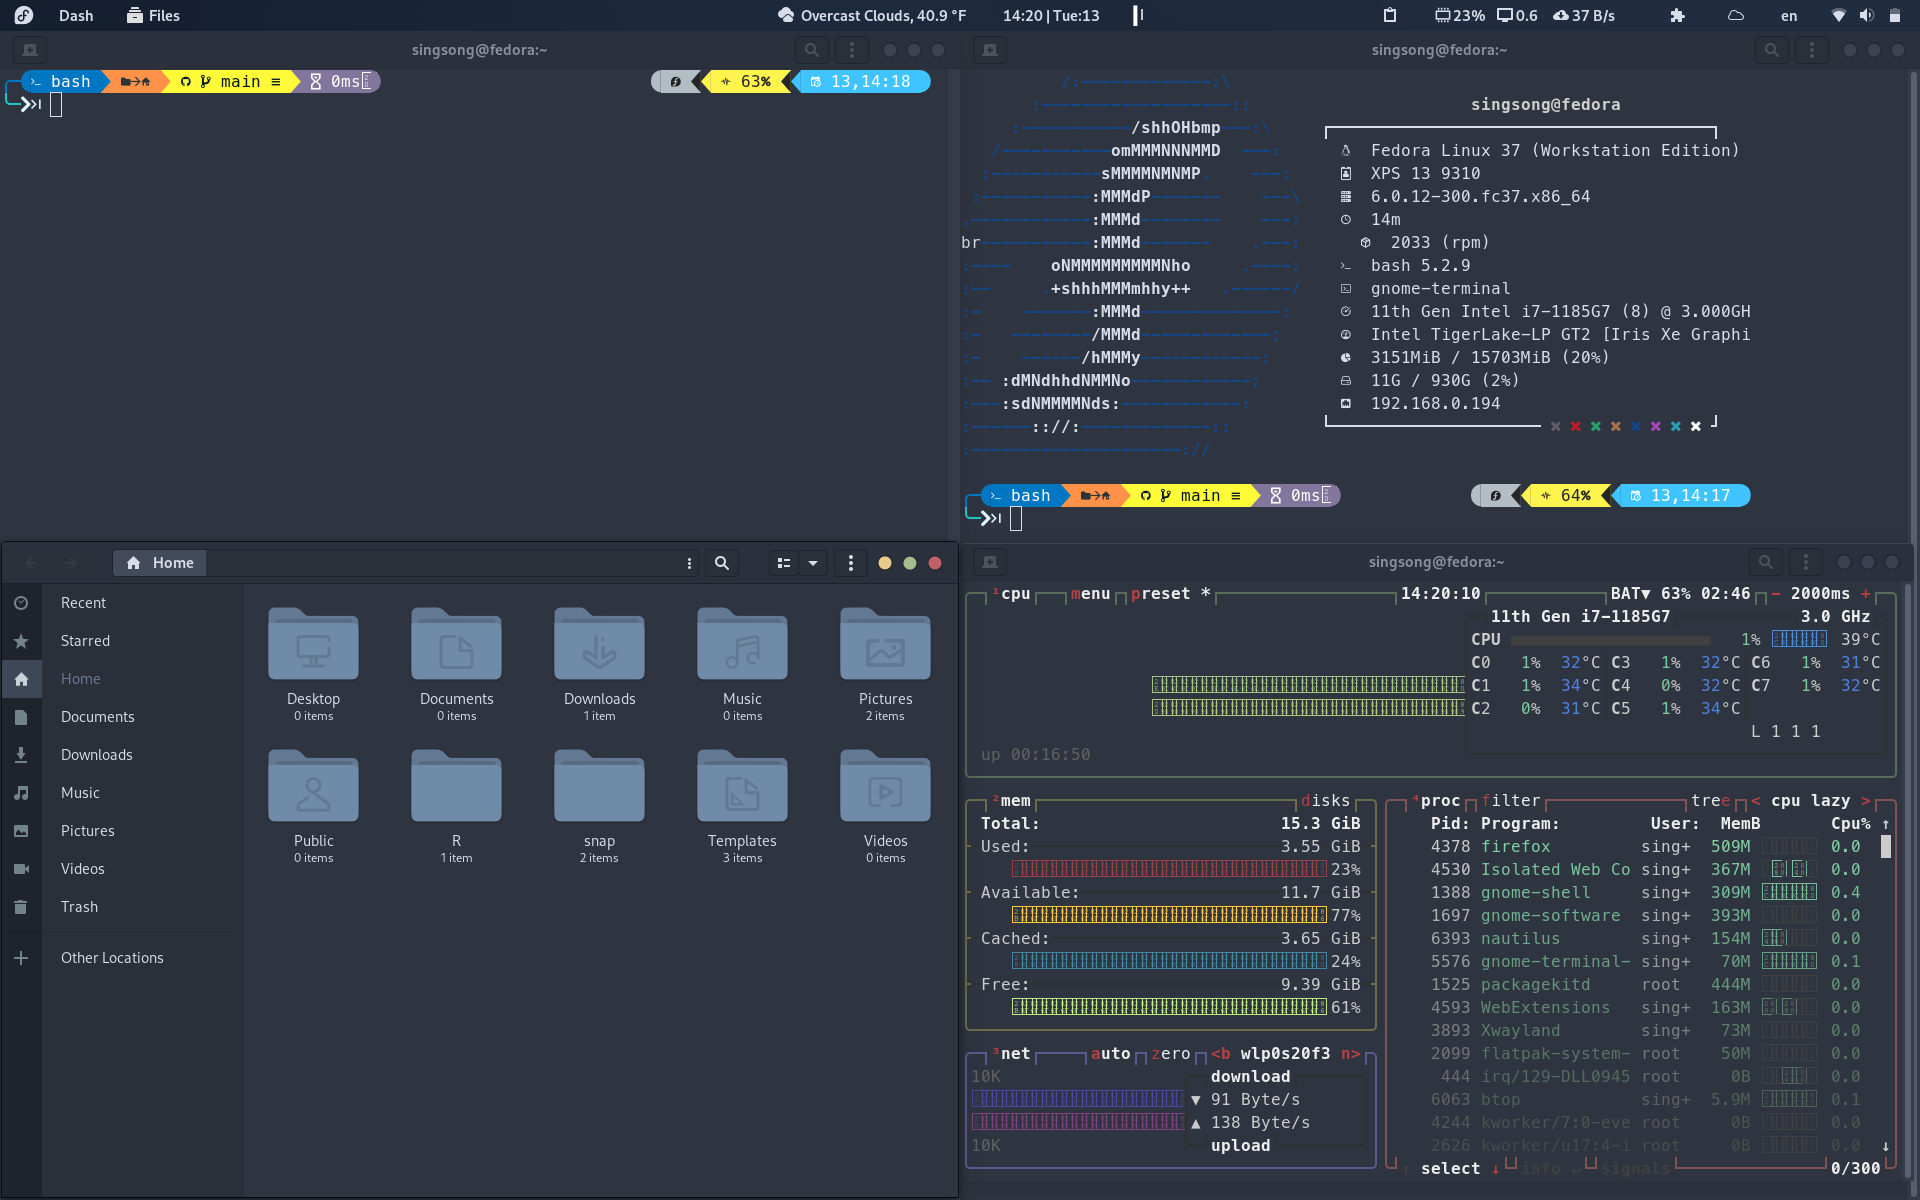 Dash Files Overcast Clouds, 40.9 °F 14:20 | Tue:13 23% 0.6 37 B/s en
singsong@fedora:~
bash main ≡ 0ms 63% 13,14:18
singsong@fedora:~
/:-------------:\
:-------------------::
:-----------/shhOHbmp---:\
/-----------omMMMNNNMMD ---:
:-----------sMMMMNMNMP. ---:
:-----------:MMMdP------- ---\
,------------:MMMd-------- ---:
br-----------:MMMd------- .---:
:---- oNMMMMMMMMMNho .----:
:-- .+shhhMMMmhhy++ .------/
:- -------:MMMd--------------:
:- --------/MMMd-------------;
:- ------/hMMMy------------:
:-- :dMNdhhdNMMNo------------;
:---:sdNMMMMNds:------------:
:------:://:-------------::
:---------------------://
singsong@fedora
Fedora Linux 37 (Workstation Edition)
XPS 13 9310
6.0.12-300.fc37.x86_64
14m
2033 (rpm)
bash 5.2.9
gnome-terminal
11th Gen Intel i7-1185G7 (8) @ 3.000GH
Intel TigerLake-LP GT2 [Iris Xe Graphi
3151MiB / 15703MiB (20%)
11G / 930G (2%)
192.168.0.194
bash main ≡ 0ms 64% 13,14:17
Home
Recent
Starred
Home
Documents
Downloads
Music
Pictures
Videos
Trash
Other Locations
Desktop
0 items
Documents
0 items
Downloads
1 item
Music
0 items
Pictures
2 items
Public
0 items
R
1 item
snap
2 items
Templates
3 items
Videos
0 items
singsong@fedora:~
¹cpu menu preset * 14:20:10 BAT▼ 63% 02:46 - 2000ms +
11th Gen i7-1185G7 3.0 GHz
CPU 1% 39°C
C0 1% 32°C C3 1% 32°C C6 1% 31°C
C1 1% 34°C C4 0% 32°C C7 1% 32°C
C2 0% 31°C C5 1% 34°C
L 1 1 1
up 00:16:50
²mem disks
Total: 15.3 GiB
Used: 3.55 GiB
23%
Available: 11.7 GiB
77%
Cached: 3.65 GiB
24%
Free: 9.39 GiB
61%
³net auto zero <b wlp0s20f3 n>
10K
download
▼ 91 Byte/s
▲ 138 Byte/s
10K
upload
⁴proc filter tree < cpu lazy >
Pid: Program: User: MemB Cpu% ↑
4378 firefox sing+ 509M 0.0
4530 Isolated Web Co sing+ 367M 0.0
1388 gnome-shell sing+ 309M 0.4
1697 gnome-software sing+ 393M 0.0
6393 nautilus sing+ 154M 0.0
5576 gnome-terminal- sing+ 70M 0.1
1525 packagekitd root 444M 0.0
4593 WebExtensions sing+ 163M 0.0
3893 Xwayland sing+ 73M 0.0
2099 flatpak-system- root 50M 0.0
444 irq/129-DLL0945 root 0B 0.0
6063 btop sing+ 5.9M 0.1
4244 kworker/7:0-eve root 0B 0.0
2626 kworker/u17:4-i root 0B 0.0 ↓
↑ select ↓ info ↵ signals 0/300